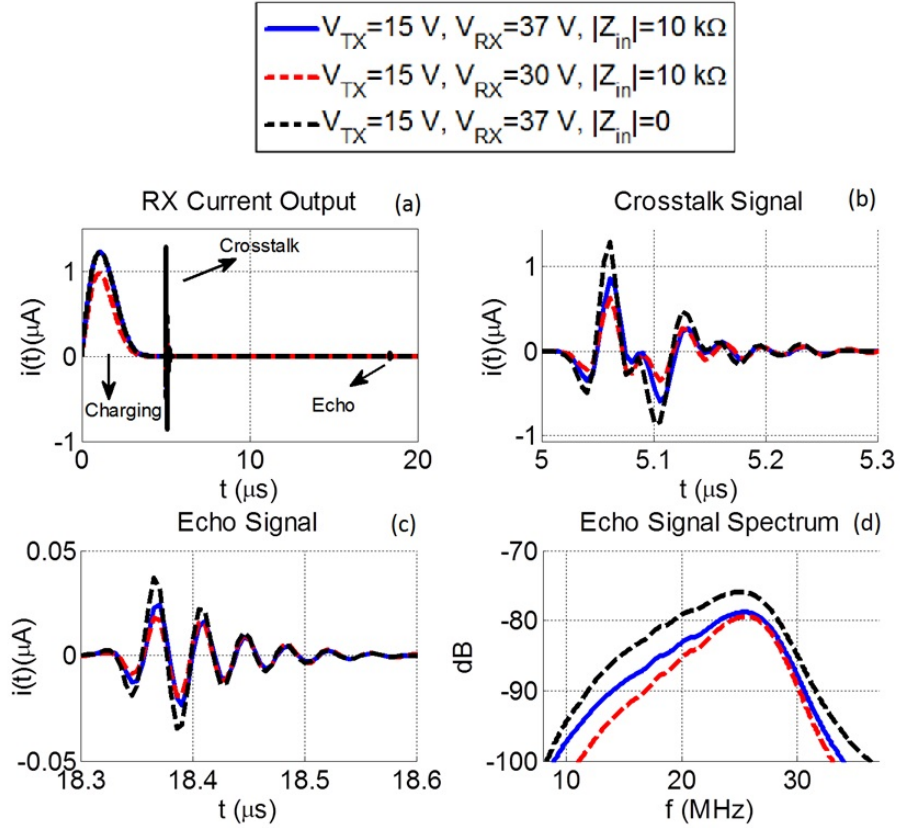 V_TX=15 V, V_RX=37 V, |Z_in|=10 kΩ
V_TX=15 V, V_RX=30 V, |Z_in|=10 kΩ
V_TX=15 V, V_RX=37 V, |Z_in|=0
RX Current Output (a)
i(t)(μA)
1
0
-1
Crosstalk
Charging
Echo
0 10 20
t (μs)
Crosstalk Signal (b)
i(t)(μA)
1
0
-1
5 5.1 5.2 5.3
t (μs)
Echo Signal (c)
i(t)(μA)
0.05
0
-0.05
18.3 18.4 18.5 18.6
t (μs)
Echo Signal Spectrum (d)
dB
-70
-80
-90
-100
10 20 30
f (MHz)